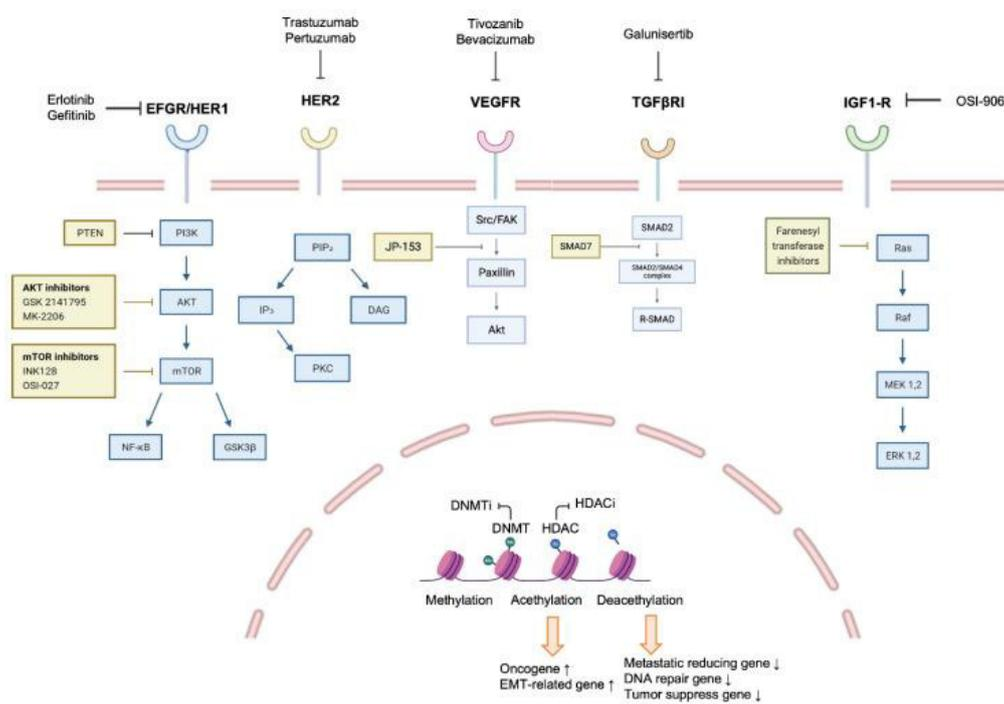 Trastuzumab
Pertuzumab
Tivozanib
Bevacizumab
Galunisertib
Erlotinib
Gefitinib
EFGR/HER1
HER2
VEGFR
TGFβRI
IGF1-R
OSI-906
PTEN
PI3K
AKT inhibitors
GSK 2141795
MK-2206
AKT
mTOR inhibitors
INK128
OSI-027
mTOR
NF-κB
GSK3β
PIP₂
IP₃
DAG
PKC
Src/FAK
JP-153
Paxillin
Akt
SMAD2
SMAD7
SMAD2/SMAD4
complex
R-SMAD
Farenesyl
transferase
inhibitors
Ras
Raf
MEK 1,2
ERK 1,2
DNMTi
HDACi
DNMT
HDAC
Methylation
Acethylation
Deacethylation
Oncogene ↑
EMT-related gene ↑
Metastatic reducing gene ↓
DNA repair gene ↓
Tumor suppress gene ↓